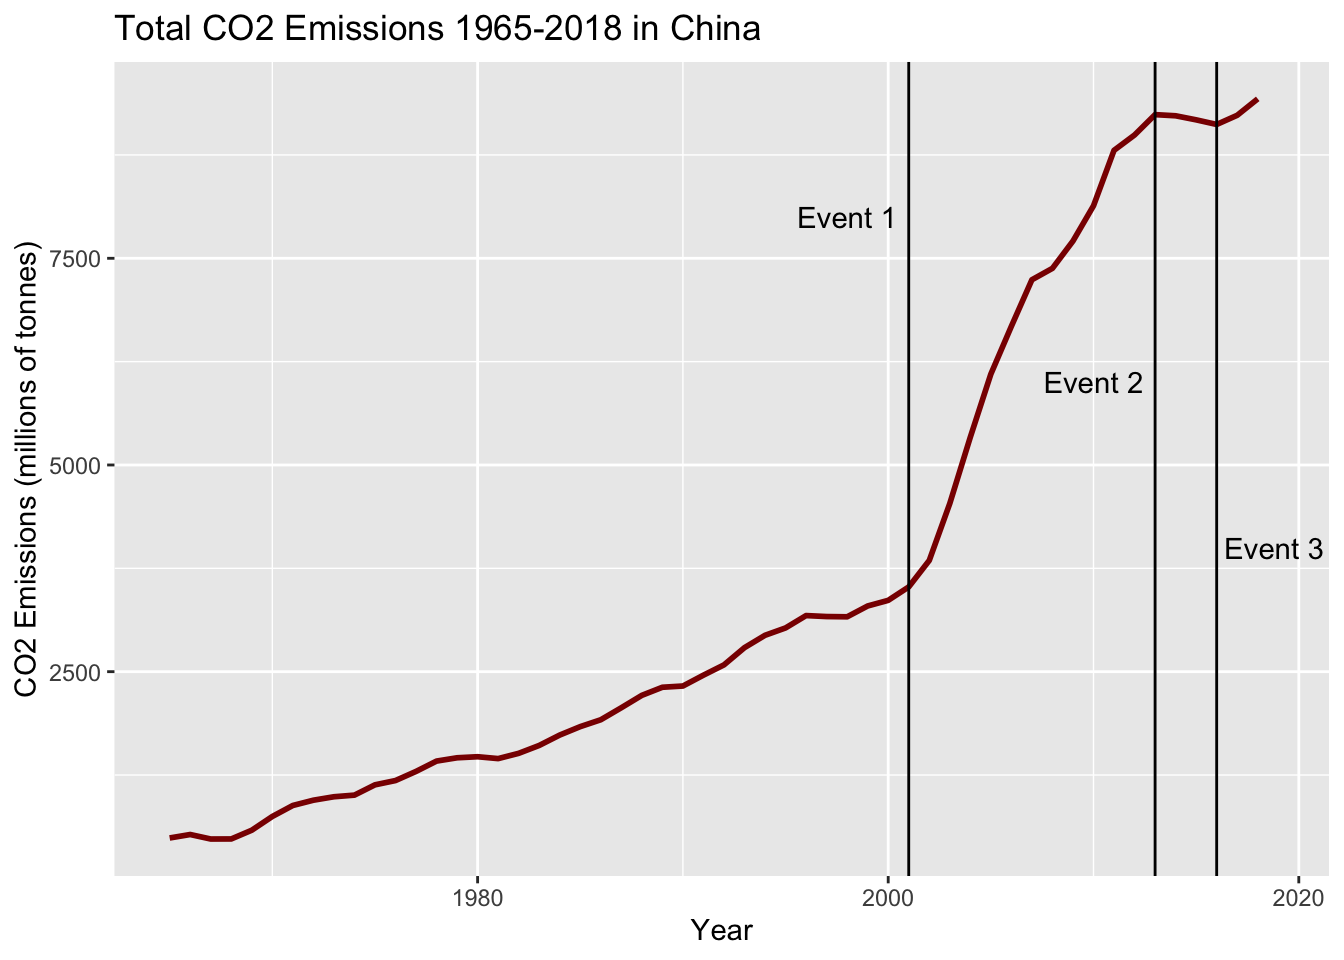 Total CO2 Emissions 1965-2018 in China
CO2 Emissions (millions of tonnes)
7500
5000
2500
Event 1
Event 2
Event 3
1980
2000
2020
Year